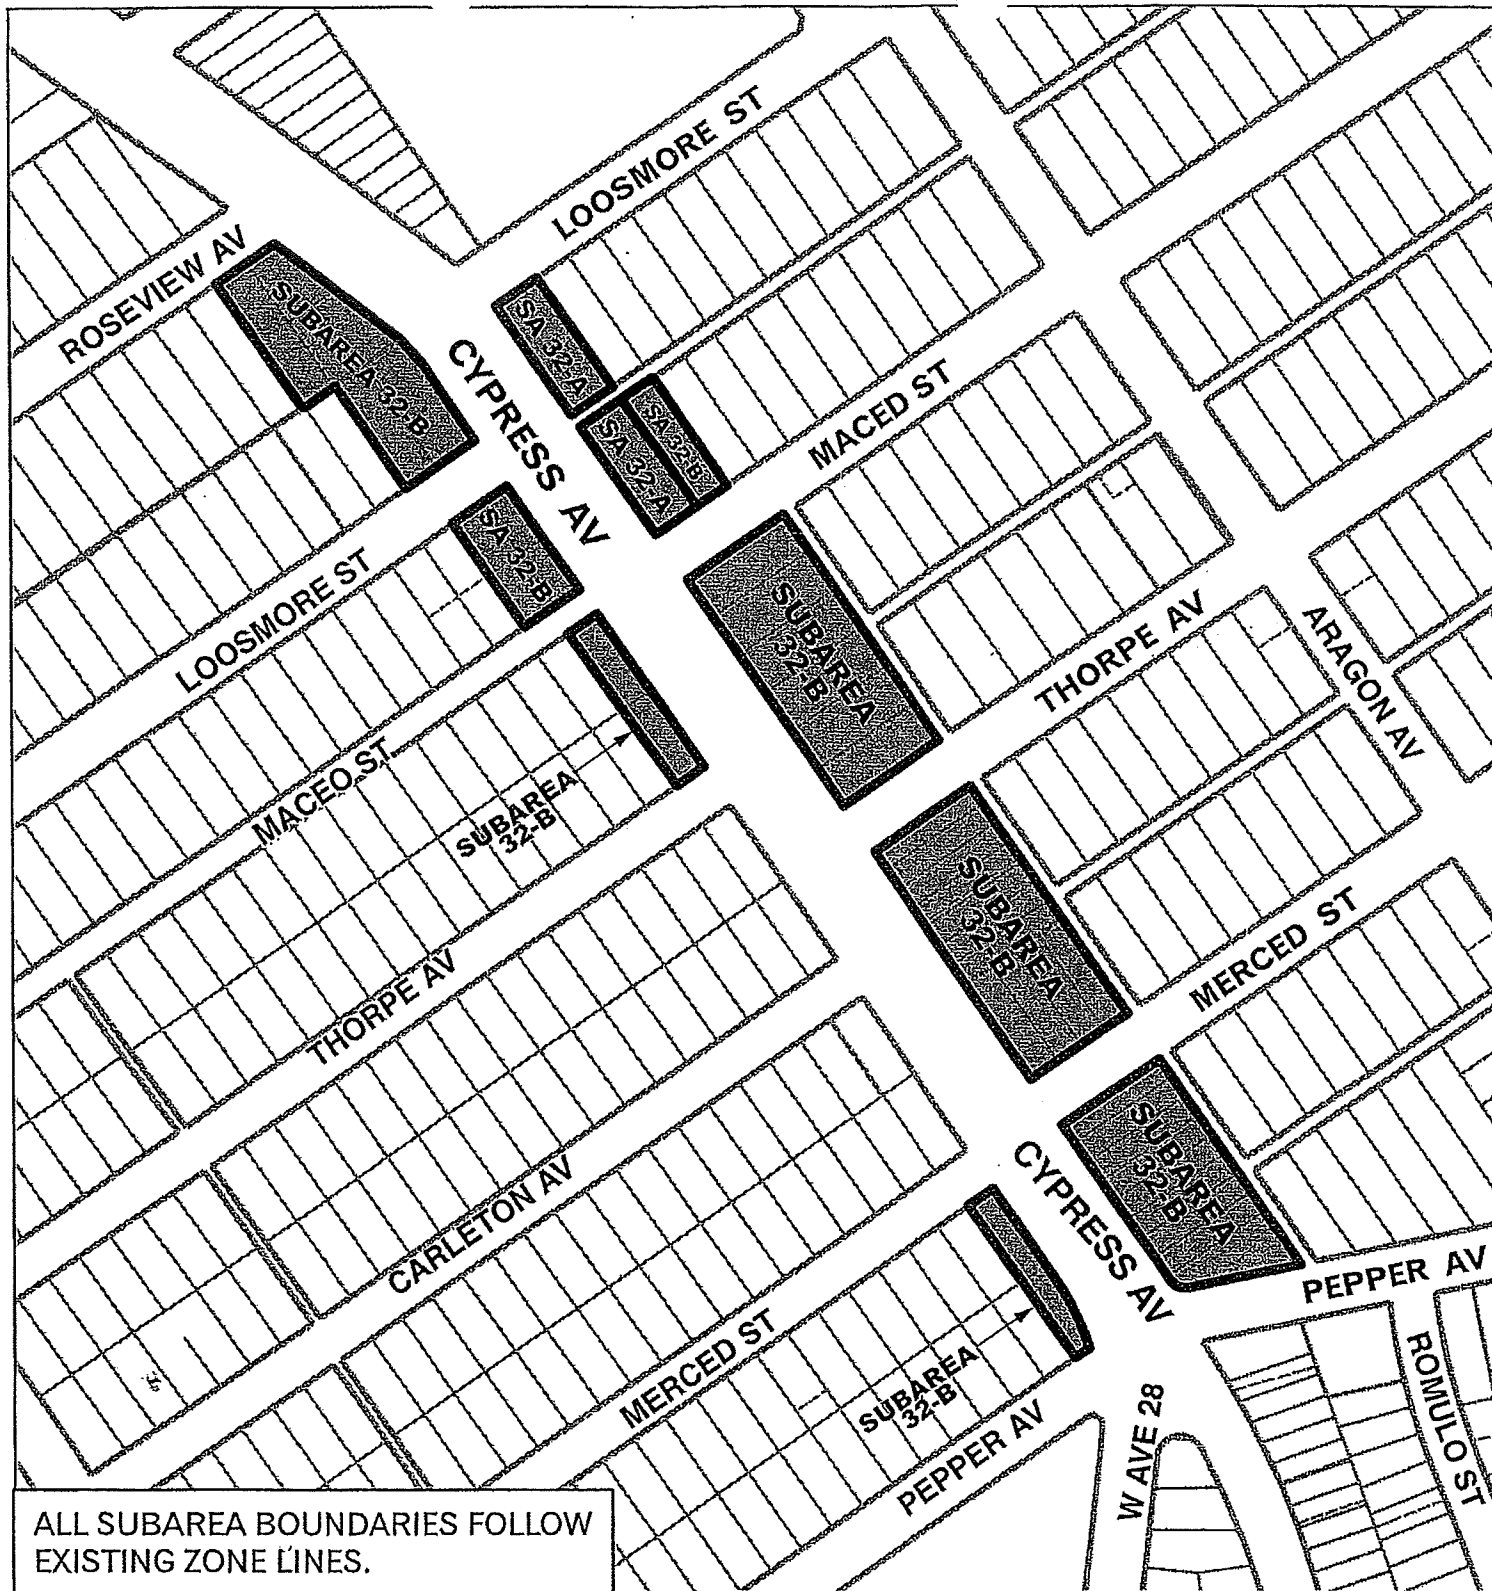 LOOSMORE ST
ROSEVIEW AV
SUBAREA 32-B
SA 32-A
CYPRESS AV
SA 32-B
SA 32-A
MACED ST
SA 32-B
LOOSMORE ST
SUBAREA
32-B
THORPE AV
ARAGON AV
MACEO ST
SUBAREA
32-B
SUBAREA
32-B
MERCED ST
THORPE AV
SUBAREA
32-B
CYPRESS AV
CARLETON AV
PEPPER AV
MERCED ST
SUBAREA
32-B
ROMULO ST
W AVE 28
PEPPER AV
ALL SUBAREA BOUNDARIES FOLLOW
EXISTING ZONE LINES.